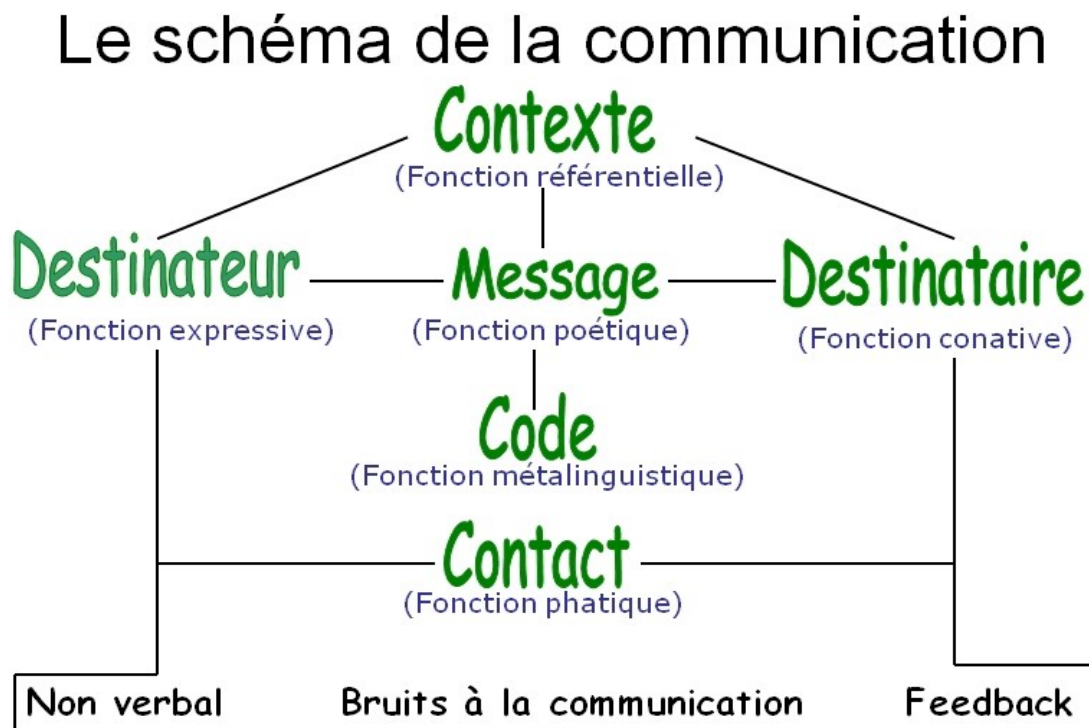 Le schéma de la communication
Contexte
(Fonction référentielle)
Destinateur Message Destinataire
(Fonction expressive) (Fonction poétique) (Fonction conative)
Code
(Fonction métalinguistique)
Contact
(Fonction phatique)
Non verbal Bruits à la communication Feedback